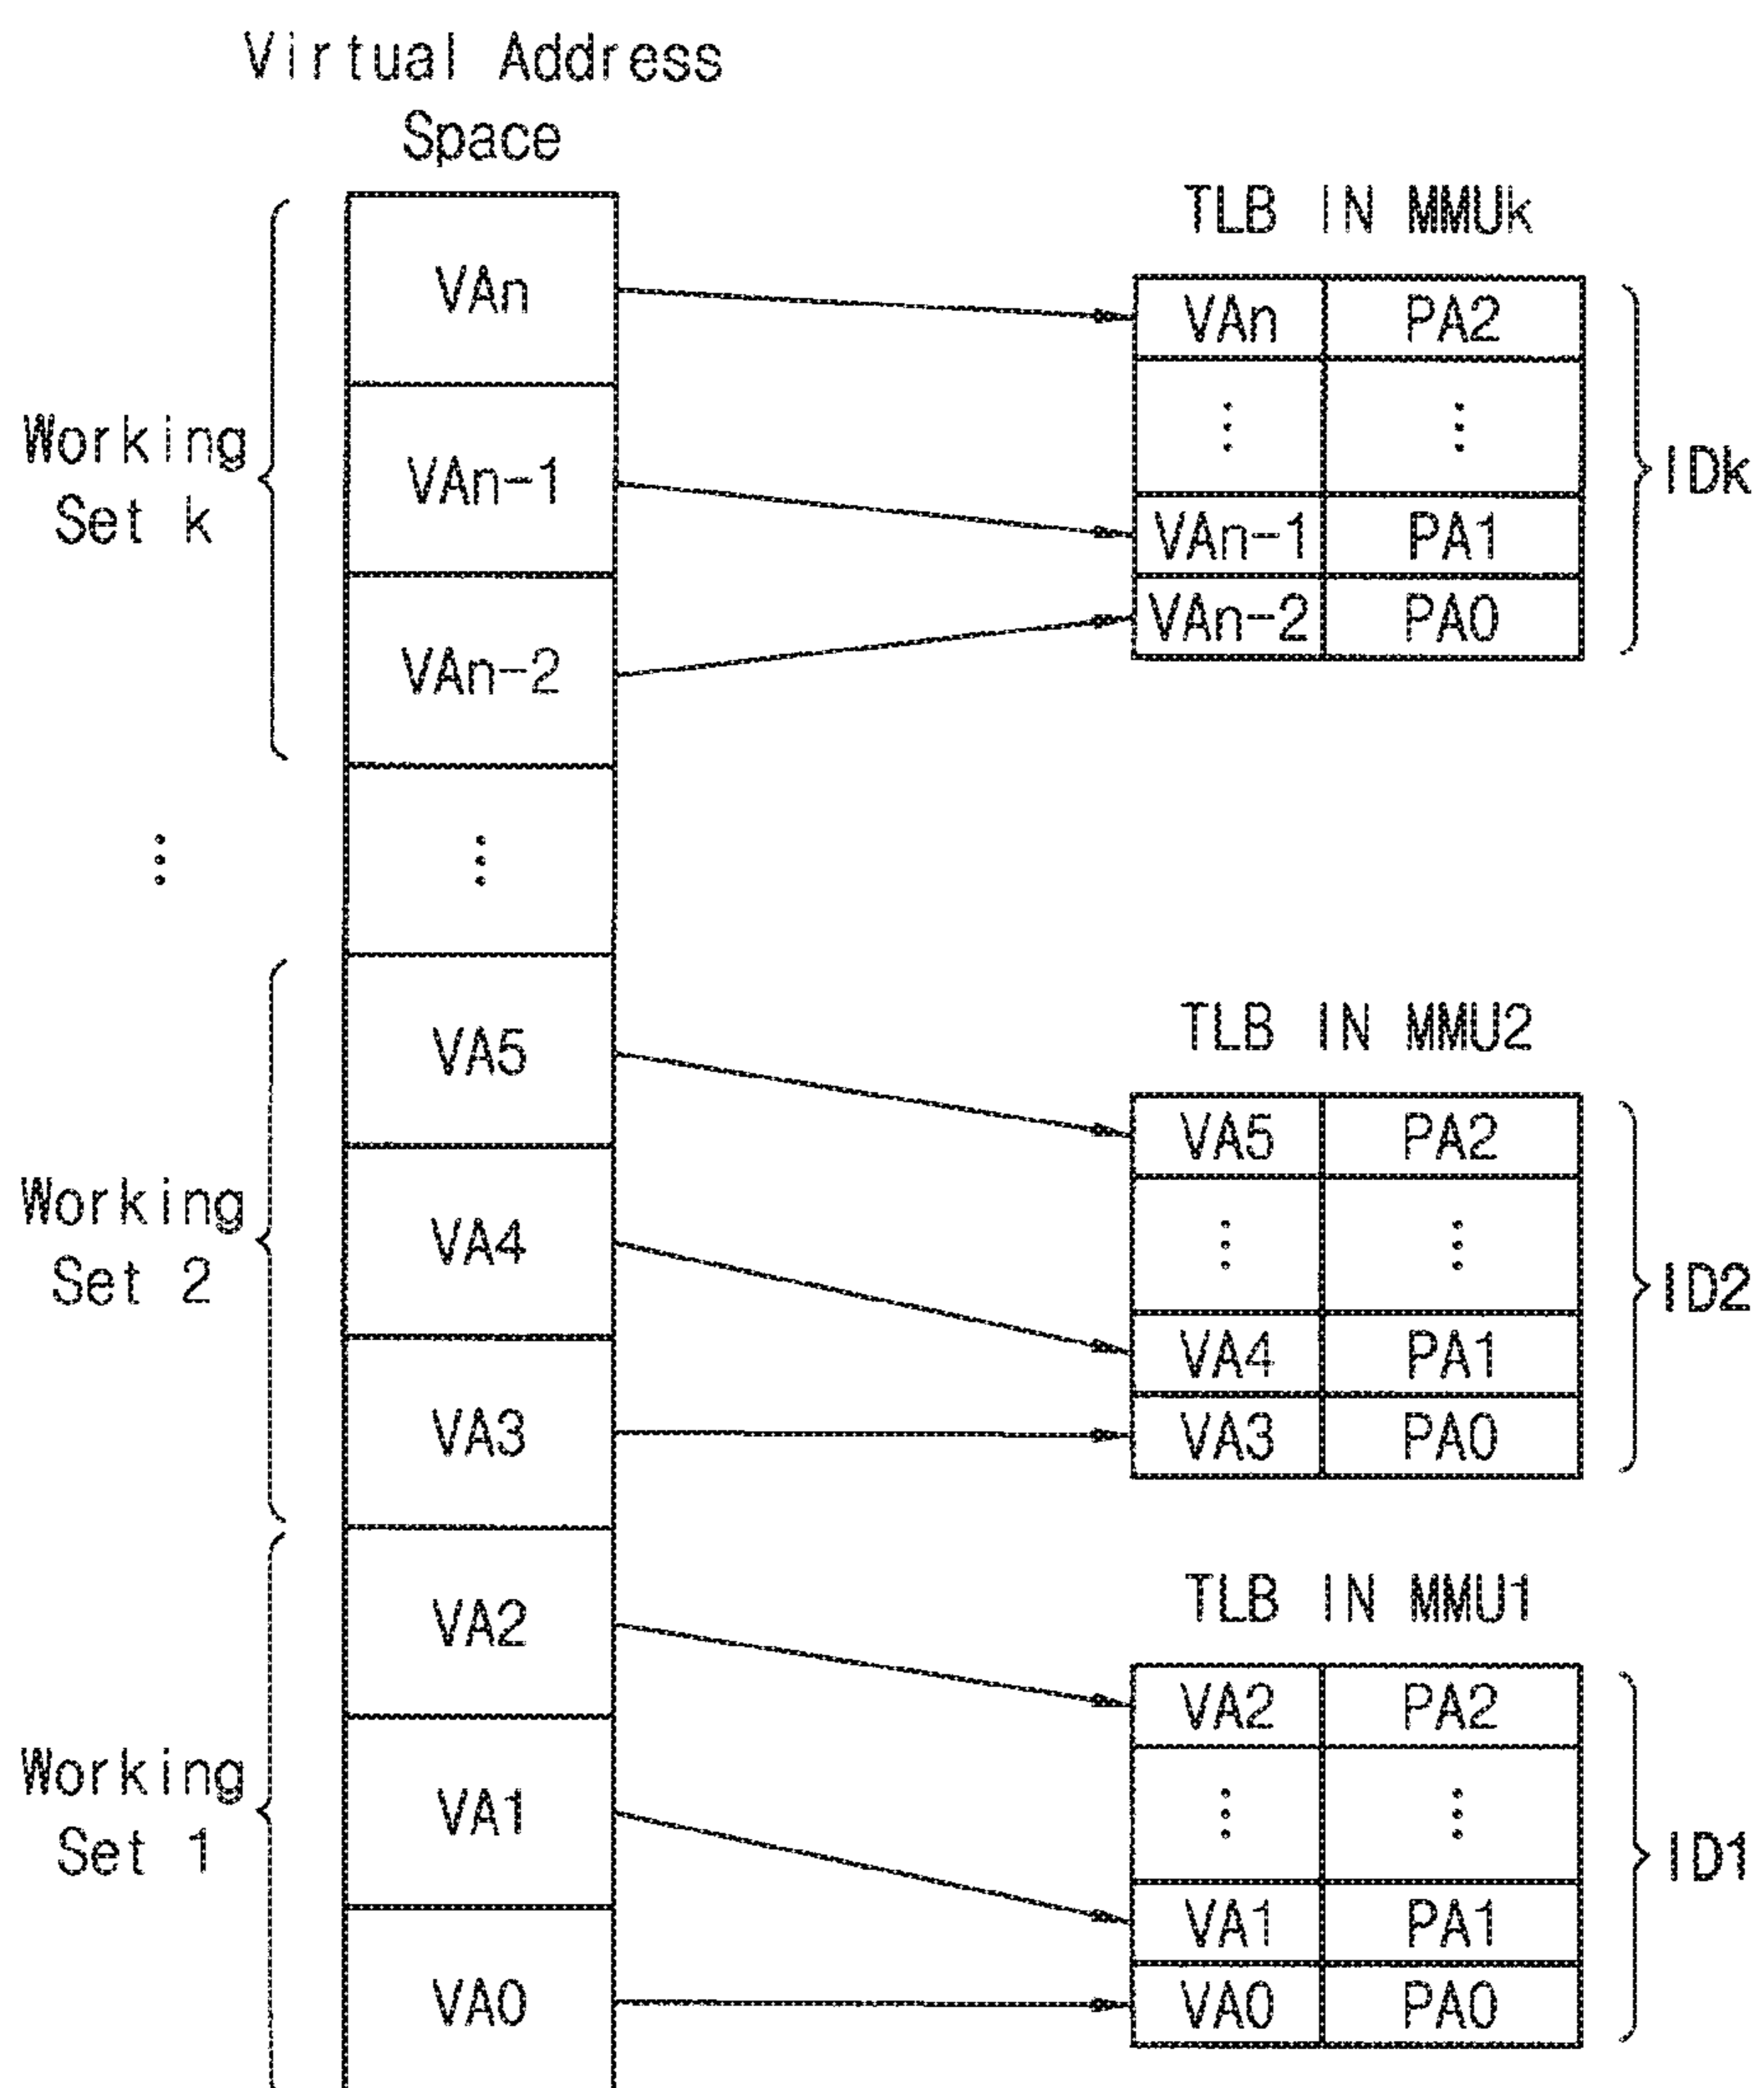 Virtual Address
Space
TLB IN MMUk
VAn
VAn PA2
⋮ ⋮
Working
Set k
VAn-1
VAn-1 PA1
IDk
VAn-2
VAn-2 PA0
⋮ ⋮
TLB IN MMU2
VA5
VA5 PA2
⋮ ⋮
Working
Set 2
VA4
VA4 PA1
ID2
VA3
VA3 PA0
TLB IN MMU1
VA2
VA2 PA2
⋮ ⋮
Working
Set 1
VA1
VA1 PA1
ID1
VA0
VA0 PA0